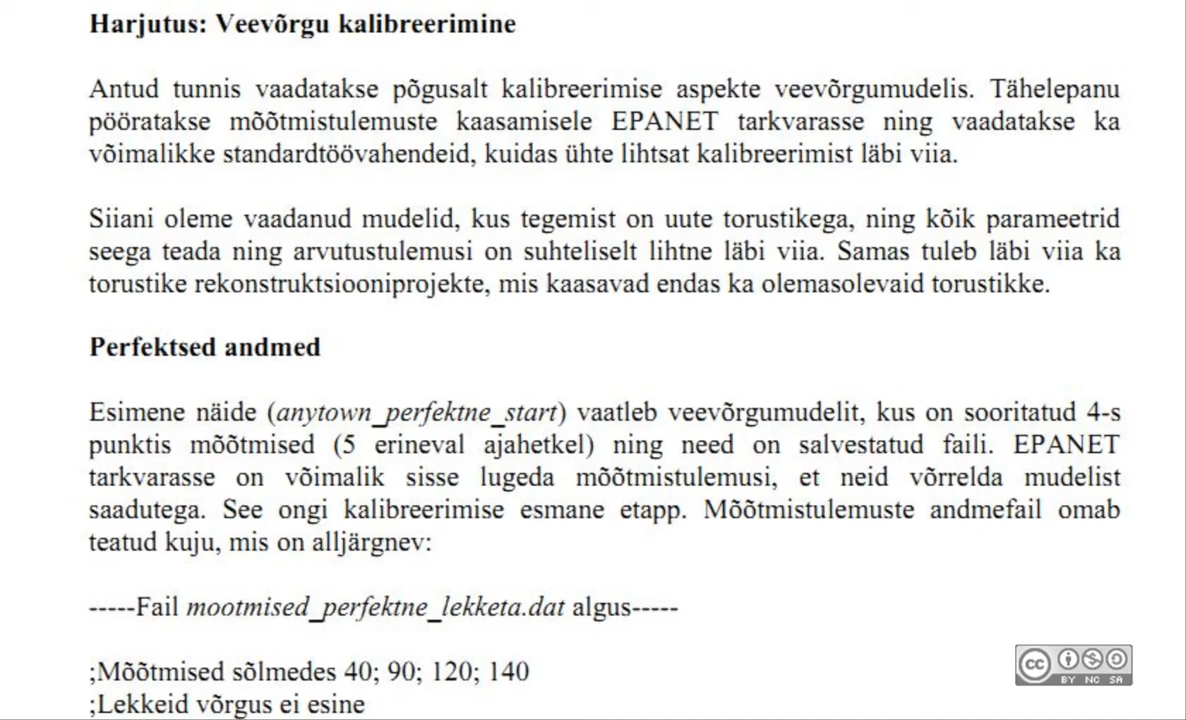 Harjutus: Veevõrgu kalibreerimine
Antud tunnis vaadatakse põgusalt kalibreerimise aspekte veevõrgumudelis. Tähelepanu
pööratakse mõõtmistulemuste kaasamisele EPANET tarkvarasse ning vaadatakse ka
võimalikke standardtöövahendeid, kuidas ühte lihtsat kalibreerimist läbi viia.
Siiani oleme vaadanud mudelid, kus tegemist on uute torustikega, ning kõik parameetrid
seega teada ning arvutustulemusi on suhteliselt lihtne läbi viia. Samas tuleb läbi viia ka
torustike rekonstruktsiooniprojekte, mis kaasavad endas ka olemasolevaid torustikke.
Perfektsed andmed
Esimene näide (anytown_perfektne_start) vaatleb veevõrgumudelit, kus on sooritatud 4-s
punktis mõõtmised (5 erineval ajahetkel) ning need on salvestatud faili. EPANET
tarkvarasse on võimalik sisse lugeda mõõtmistulemusi, et neid võrrelda mudelist
saadutega. See ongi kalibreerimise esmane etapp. Mõõtmistulemuste andmefail omab
teatud kuju, mis on alljärgnev:
-----Fail mootmised_perfektne_lekketa.dat algus-----
;Mõõtmised sõlmedes 40; 90; 120; 140
;Lekkeid võrgus ei esine
cc
BY NC SA